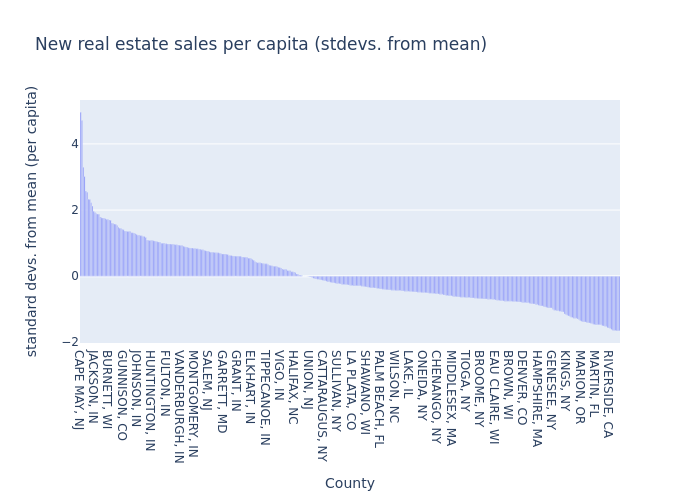 New real estate sales per capita (stdevs. from mean)
standard devs. from mean (per capita)
4
2
0
−2
CAPE MAY, NJ
JACKSON, IN
BURNETT, WI
GUNNISON, CO
JOHNSON, IN
HUNTINGTON, IN
FULTON, IN
VANDERBURGH, IN
MONTGOMERY, IN
SALEM, NJ
GARRETT, MD
GRANT, IN
ELKHART, IN
TIPPECANOE, IN
VIGO, IN
HALIFAX, NC
UNION, NJ
CATTARAUGUS, NY
SULLIVAN, NY
LA PLATA, CO
SHAWANO, WI
PALM BEACH, FL
WILSON, NC
LAKE, IL
ONEIDA, NY
CHENANGO, NY
MIDDLESEX, MA
TIOGA, NY
BROOME, NY
EAU CLAIRE, WI
BROWN, WI
DENVER, CO
HAMPSHIRE, MA
GENESEE, NY
KINGS, NY
MARION, OR
MARTIN, FL
RIVERSIDE, CA
County